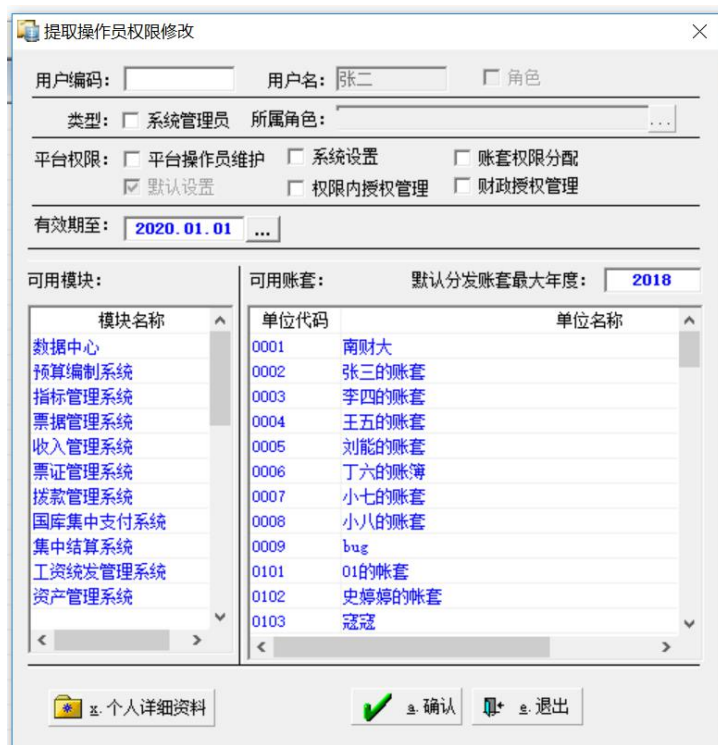 提取操作员权限修改
用户编码： 用户名： 张二 角色
类型： 系统管理员 所属角色： ...
平台权限： 平台操作员维护 系统设置 账套权限分配
默认设置 权限内授权管理 财政授权管理
有效期至： 2020.01.01 ...
可用模块： 可用账套： 默认分发账套最大年度： 2018
模块名称 单位代码 单位名称
数据中心 0001 南财大
预算编制系统 0002 张三的账套
指标管理系统 0003 李四的账套
票据管理系统 0004 王五的账套
收入管理系统 0005 刘能的账套
票证管理系统 0006 丁六的账簿
拨款管理系统 0007 小七的账套
国库集中支付系统 0008 小八的账套
集中结算系统 0009 bug
工资统发管理系统 0101 01的帐套
资产管理系统 0102 史婷婷的帐套
0103 寇寇
x.个人详细资料 a.确认 e.退出